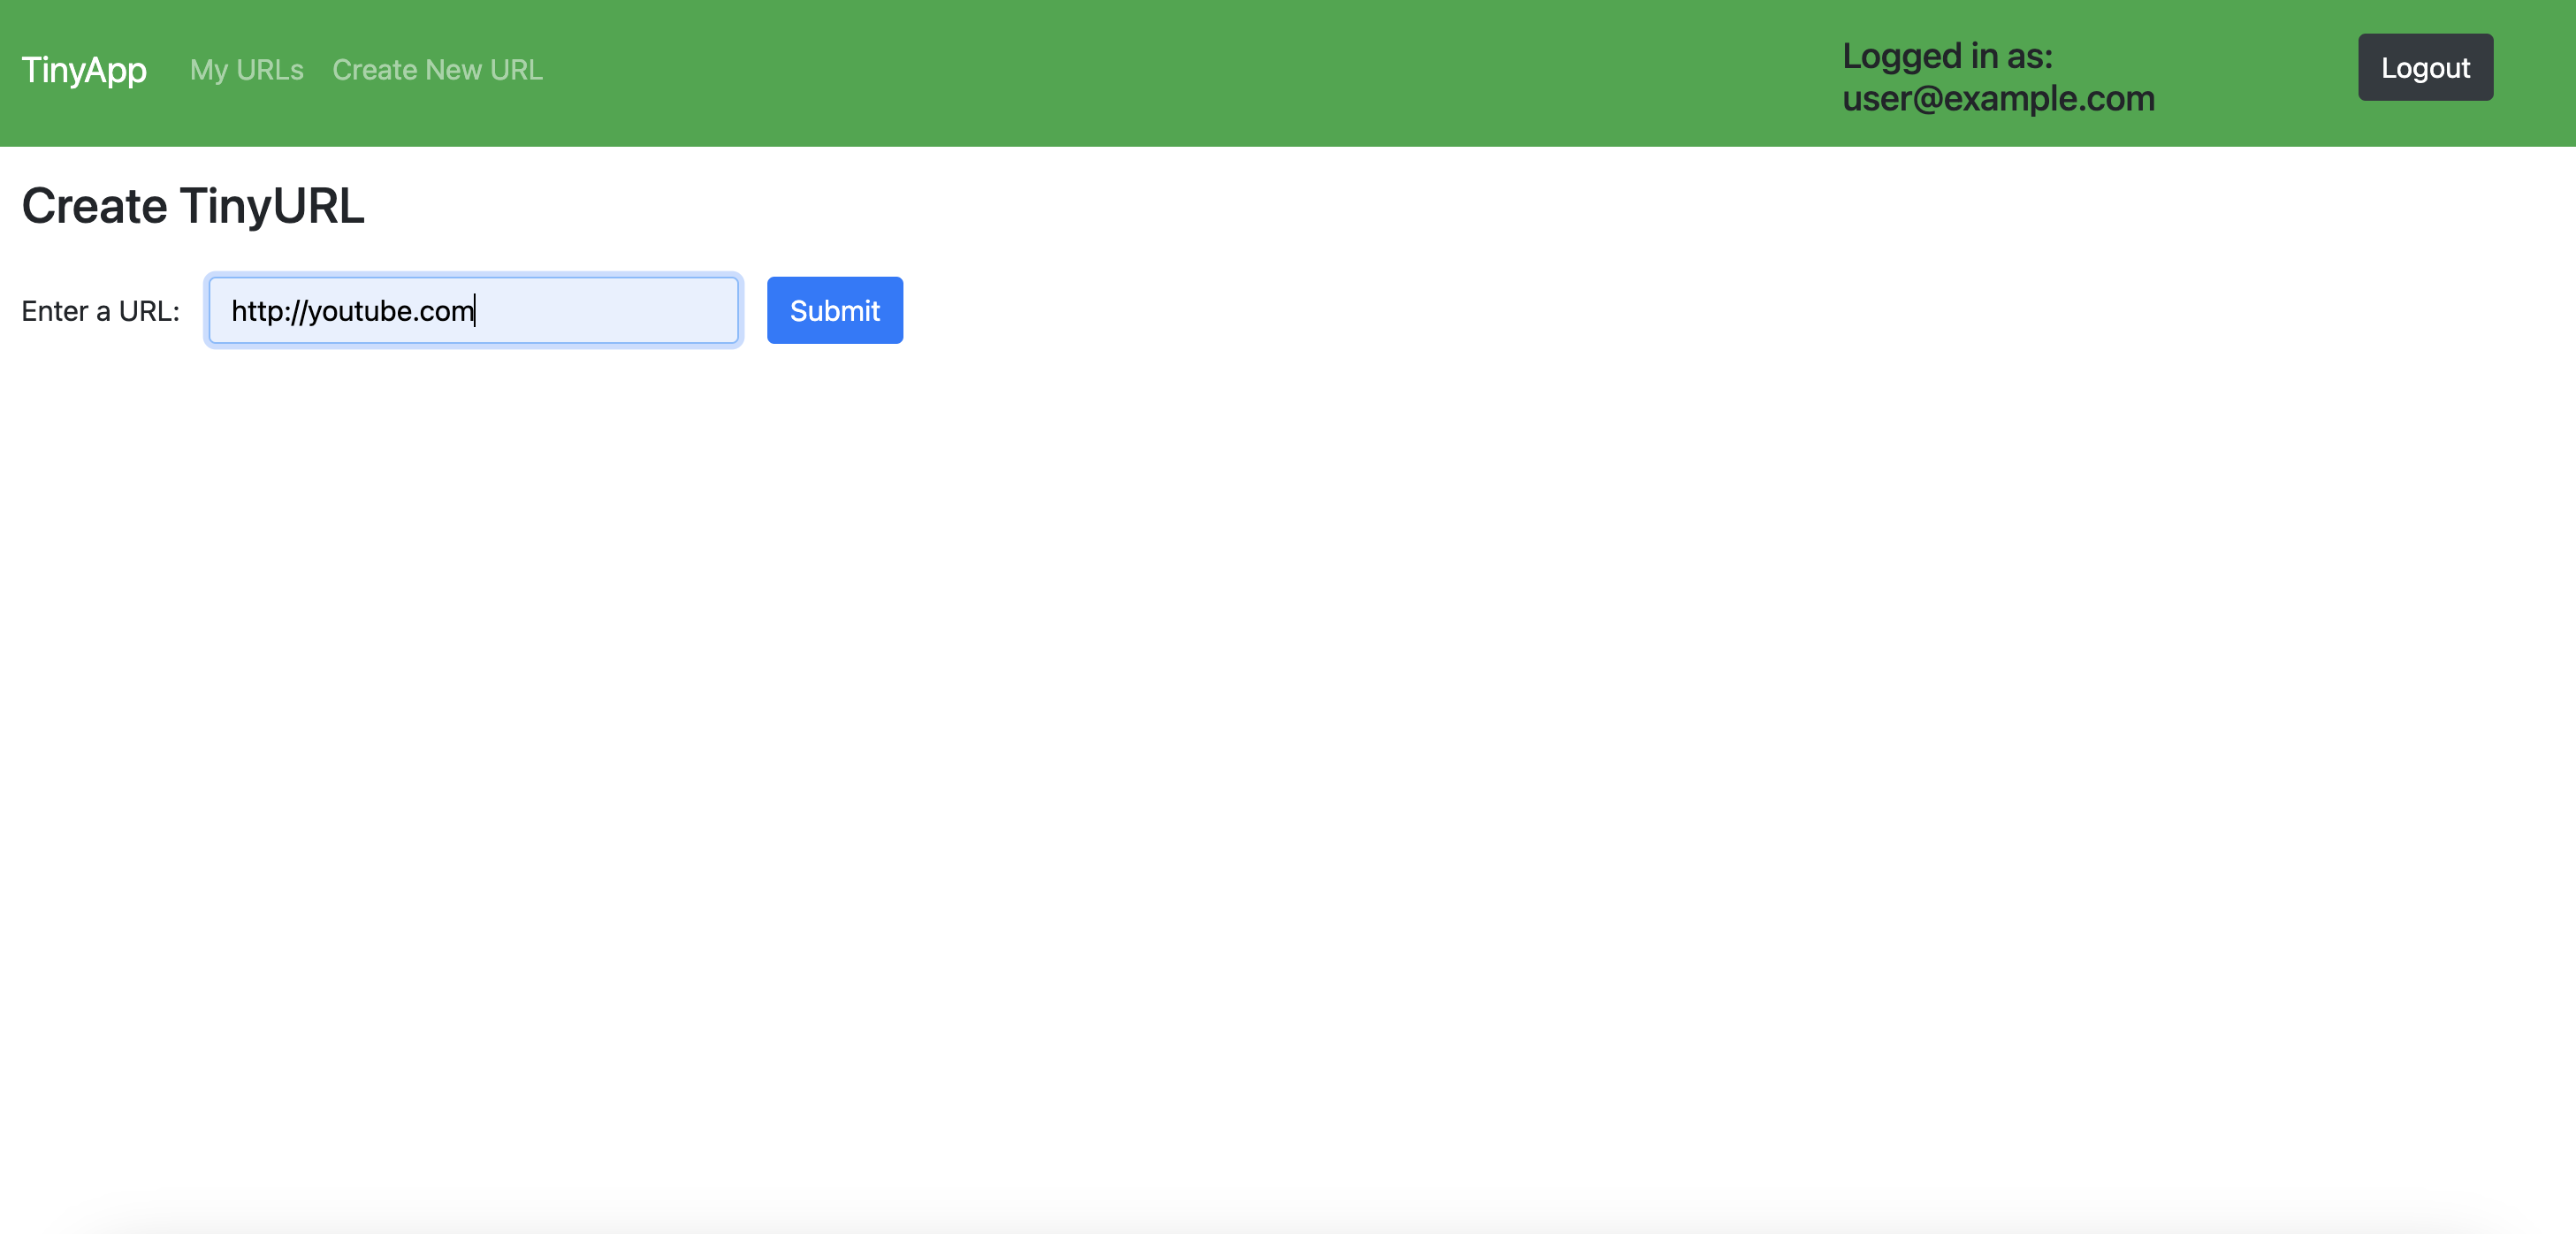 TinyApp My URLs Create New URL
Logged in as:
user@example.com
Logout
Create TinyURL
Enter a URL: http://youtube.com Submit